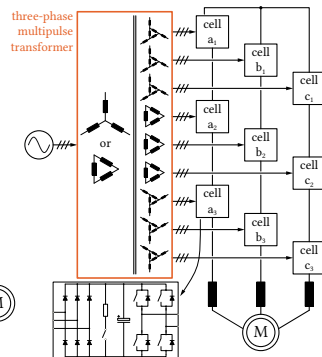 three-phase
multipulse
transformer
or
cell
a1
cell
b1
cell
c1
cell
a2
cell
b2
cell
c2
cell
a3
cell
b3
cell
c3
M